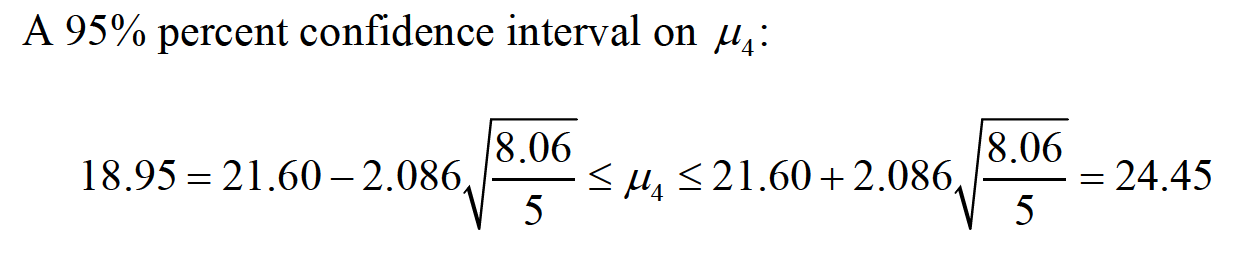 A 95% percent confidence interval on μ₄:
18.95 = 21.60 − 2.086√(8.06/5) ≤ μ₄ ≤ 21.60 + 2.086√(8.06/5) = 24.45